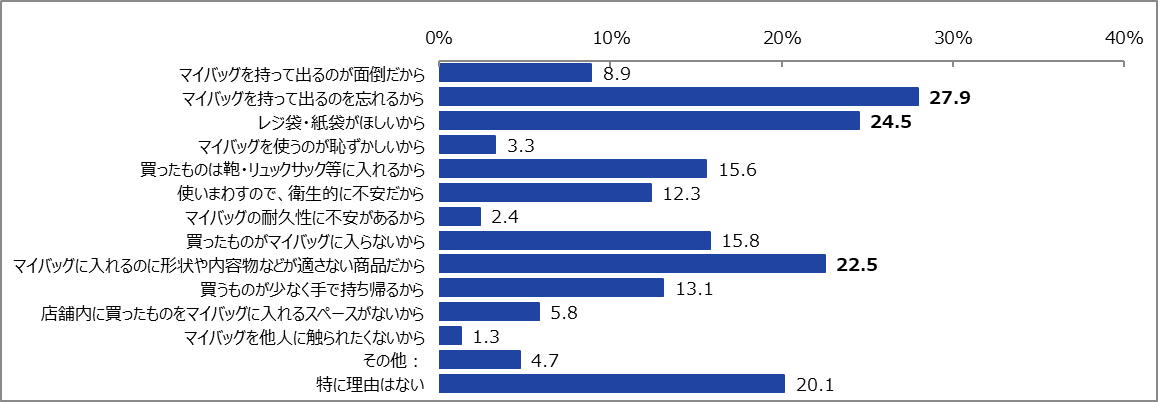 0% 10% 20% 30% 40%
マイバッグを持って出るのが面倒だから 8.9
マイバッグを持って出るのを忘れるから 27.9
レジ袋・紙袋がほしいから 24.5
マイバッグを使うのが恥ずかしいから 3.3
買ったものは鞄・リュックサック等に入れるから 15.6
使いまわすので、衛生的に不安だから 12.3
マイバッグの耐久性に不安があるから 2.4
買ったものがマイバッグに入らないから 15.8
マイバッグに入れるのに形状や内容物などが適さない商品だから 22.5
買うものが少なく手で持ち帰るから 13.1
店舗内に買ったものをマイバッグに入れるスペースがないから 5.8
マイバッグを他人に触られたくないから 1.3
その他： 4.7
特に理由はない 20.1